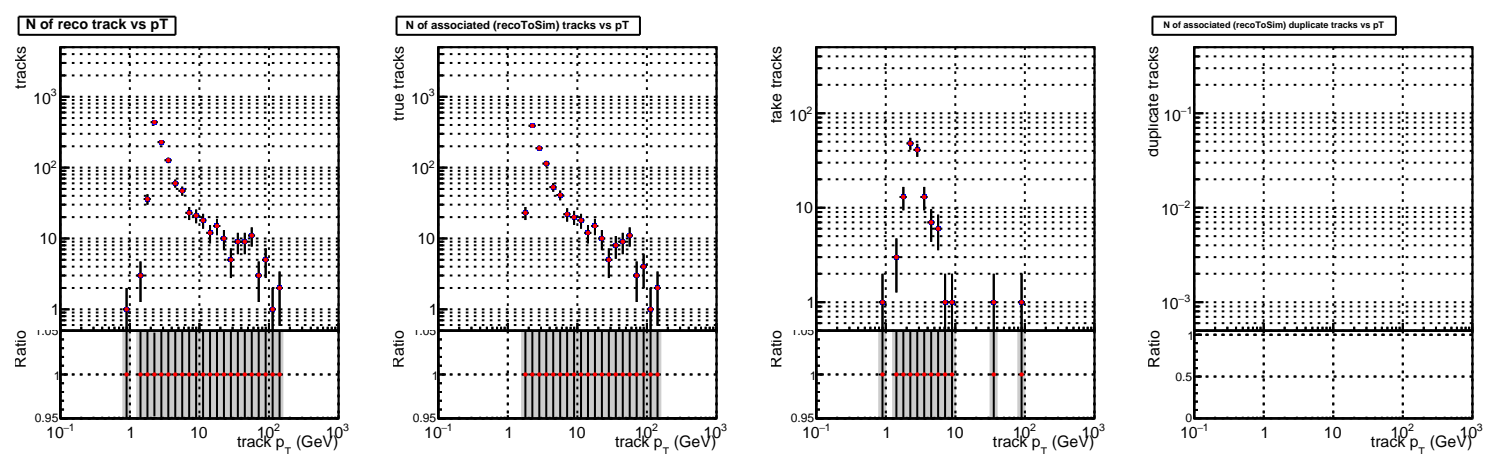 N of reco track vs pT
tracks
10³
10²
10
1
Ratio
1.05
1
0.95
10⁻¹ 1 10 10² 10³
track p_T (GeV)
N of associated (recoToSim) tracks vs pT
true tracks
10³
10²
10
1
Ratio
1.05
1
0.95
10⁻¹ 1 10 10² 10³
track p_T (GeV)
fake tracks
10²
10
1
Ratio
1.05
1
0.95
10⁻¹ 1 10 10² 10³
track p_T (GeV)
N of associated (recoToSim) duplicate tracks vs pT
duplicate tracks
10⁻¹
10⁻²
10⁻³
Ratio
1
0.5
0
10⁻¹ 1 10 10² 10³
track p_T (GeV)